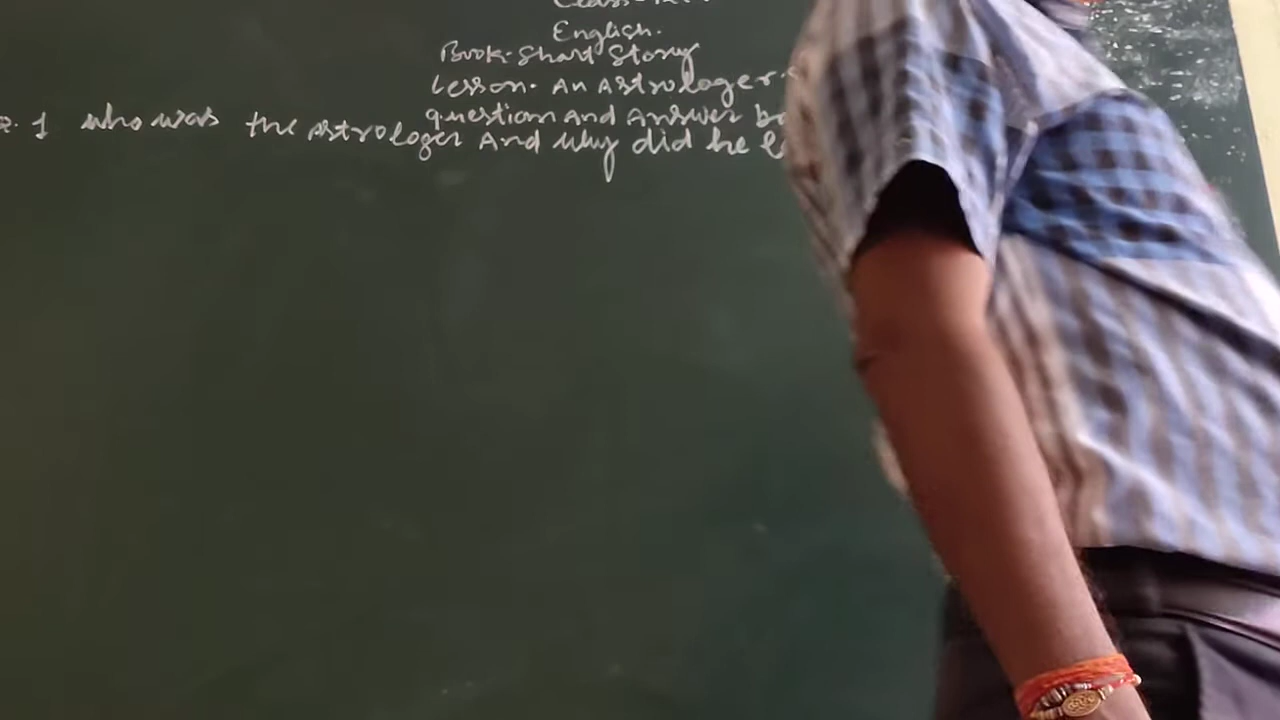 English.
Book-Short Story
Lesson. An Astrologer
question and answer
Q. 1 who was the astrologer And why did he